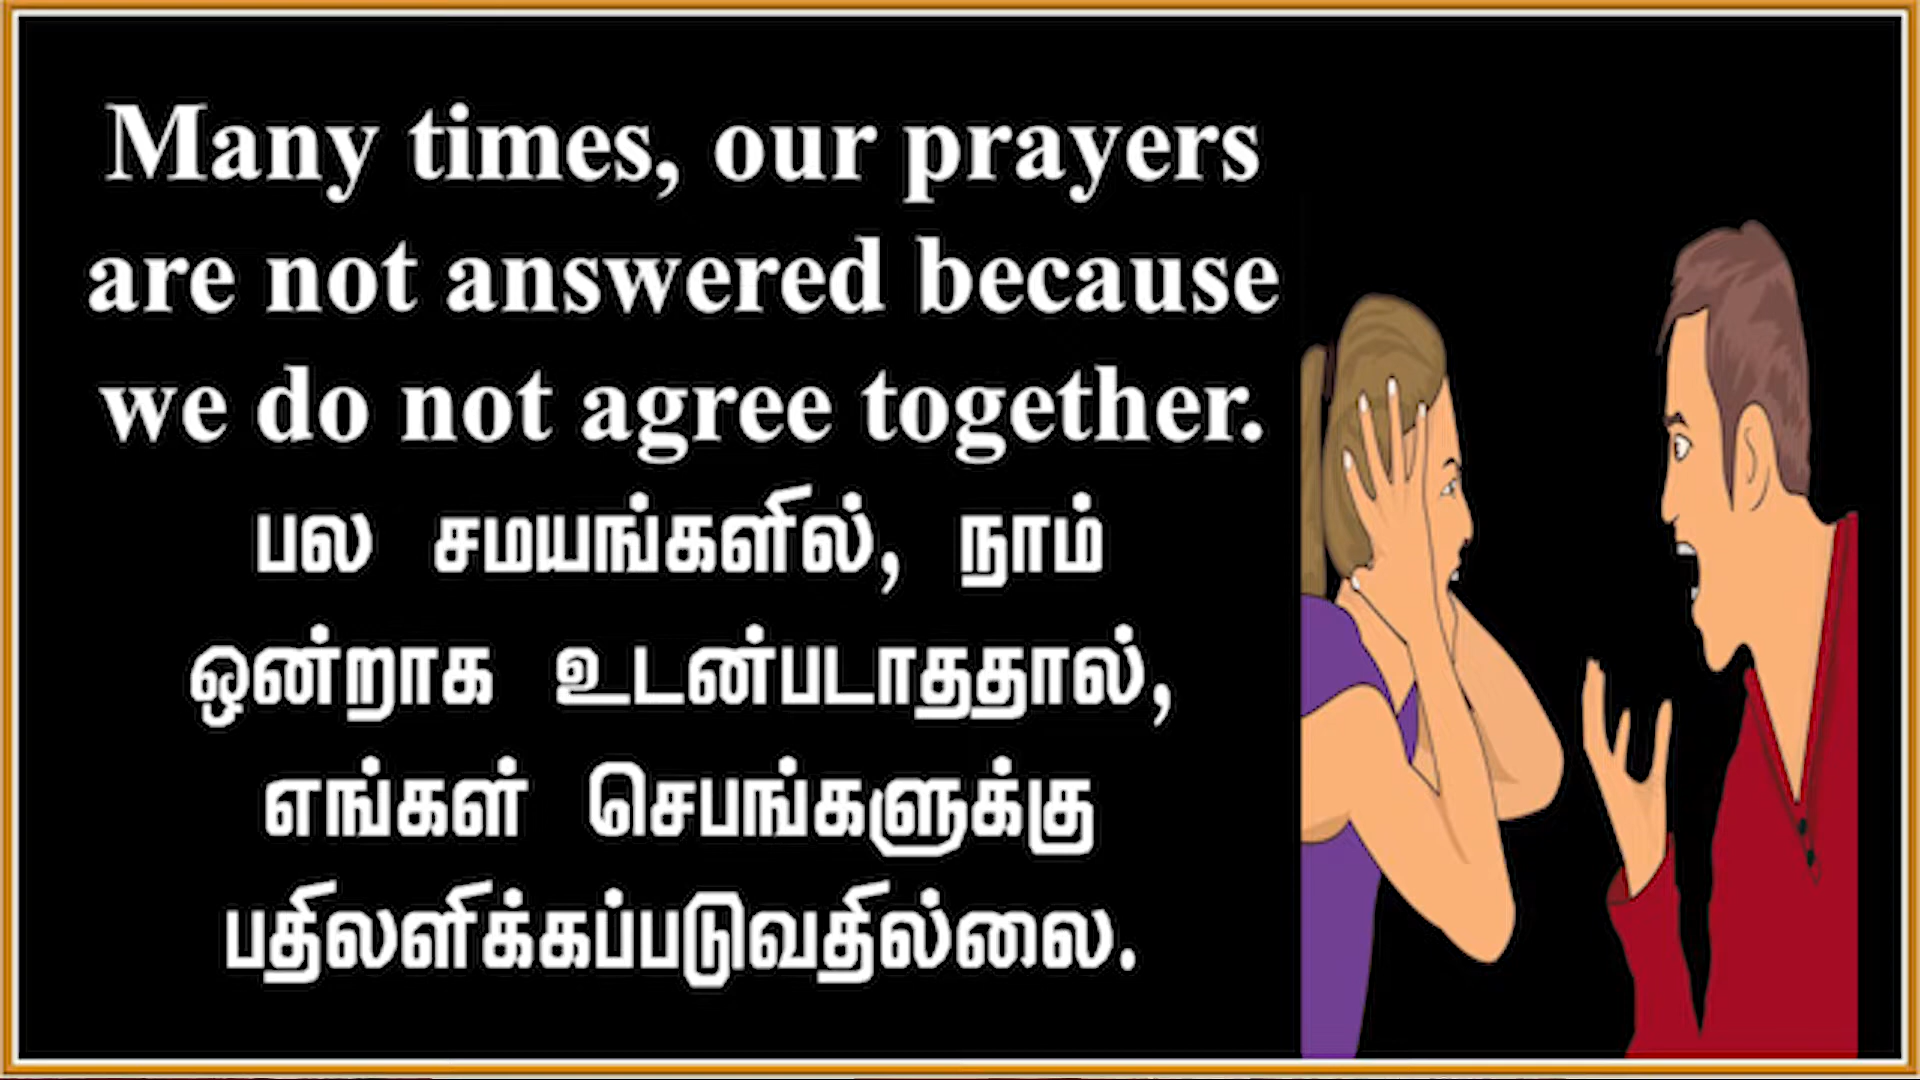 Many times, our prayers
are not answered because
we do not agree together.
பல சமயங்களில், நாம்
ஒன்றாக உடன்படாததால்,
எங்கள் செபங்களுக்கு
பதிலளிக்கப்படுவதில்லை.